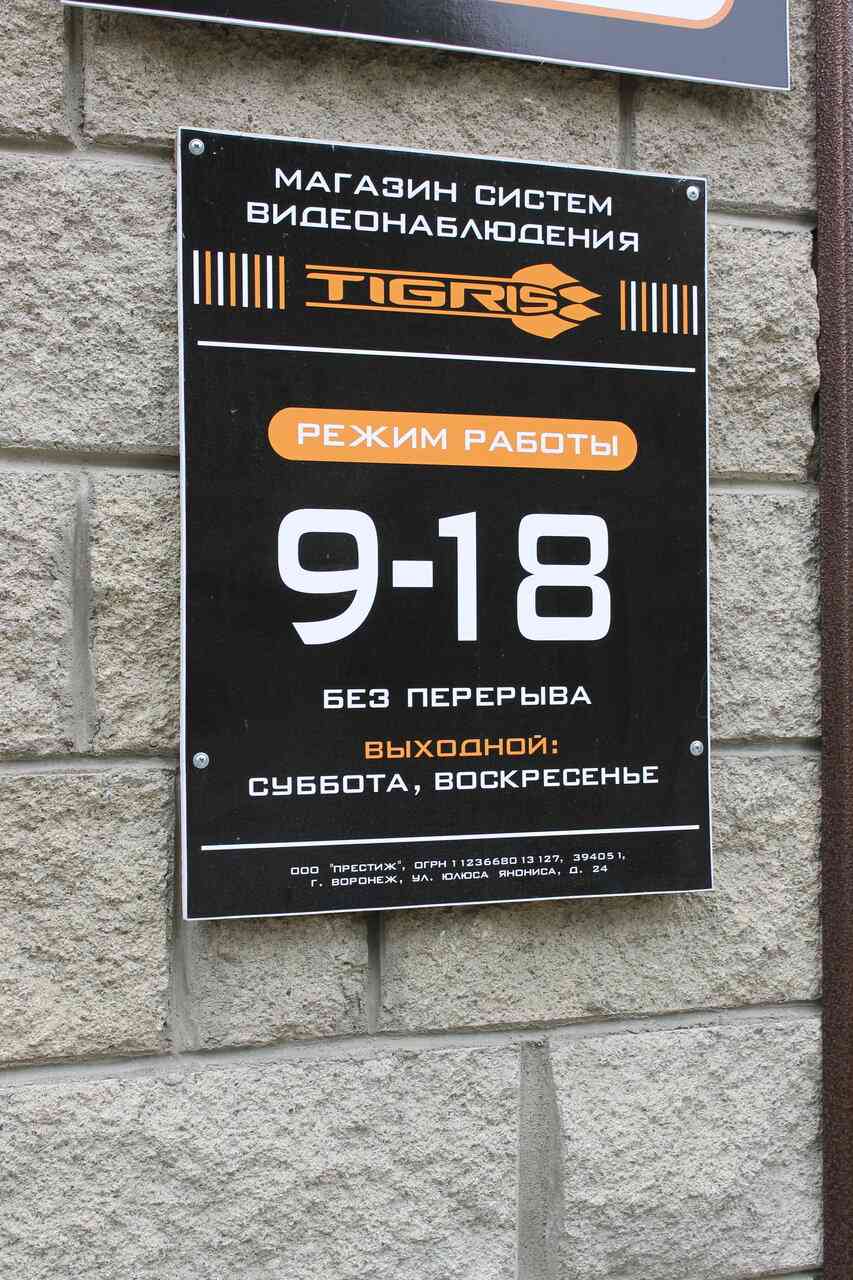 МАГАЗИН СИСТЕМ
ВИДЕОНАБЛЮДЕНИЯ
TIGRIS
РЕЖИМ РАБОТЫ
9-18
БЕЗ ПЕРЕРЫВА
ВЫХОДНОЙ:
СУББОТА, ВОСКРЕСЕНЬЕ
ООО "ПРЕСТИЖ", ОГРН 1123668013127, 394051,
Г. ВОРОНЕЖ, УЛ. ЮЛЮСА ЯНОНИСА, Д. 24